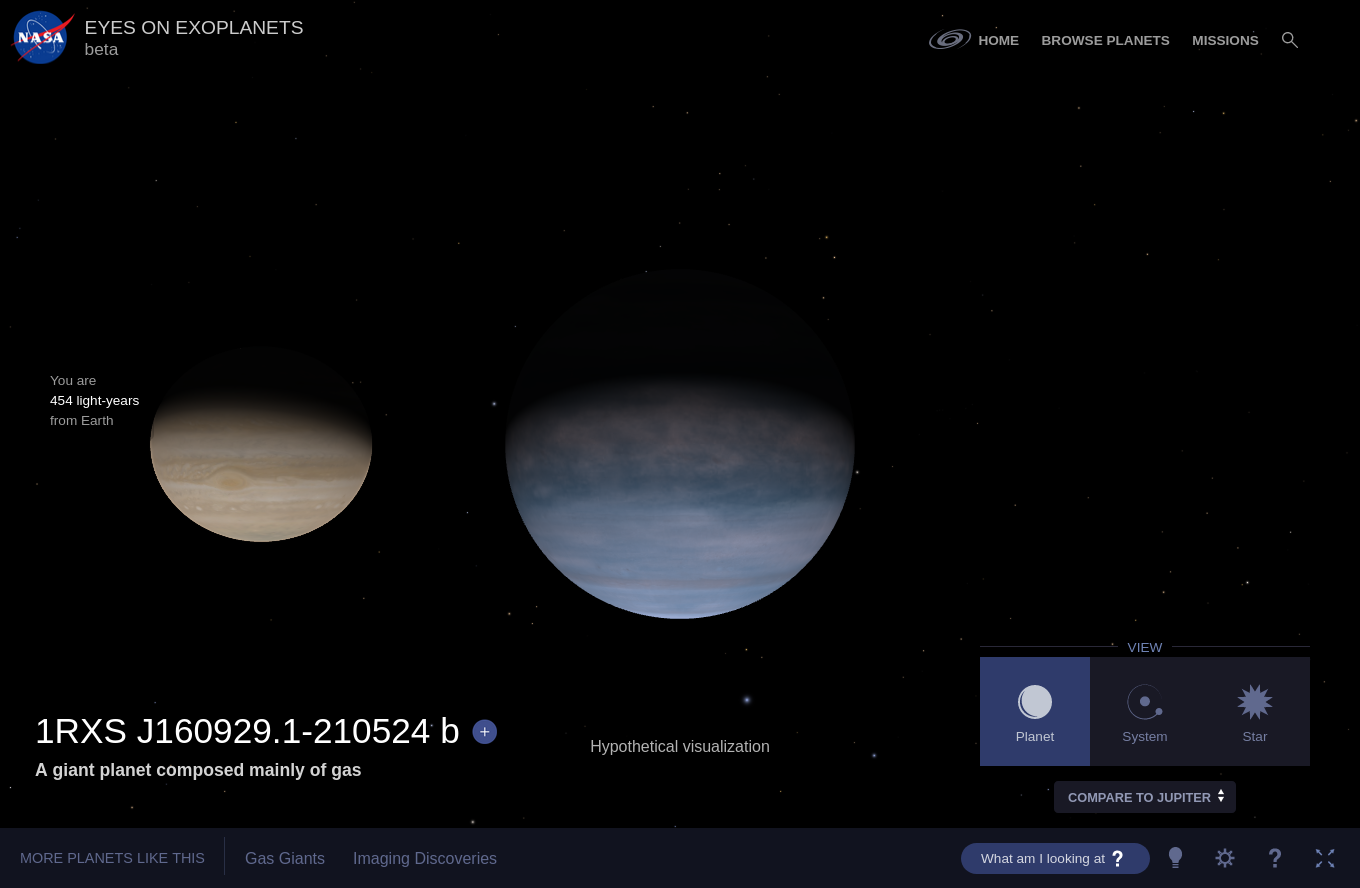 NASA
EYES ON EXOPLANETS
beta
HOME BROWSE PLANETS MISSIONS
You are
454 light-years
from Earth
VIEW
Planet System Star
1RXS J160929.1-210524 b +
A giant planet composed mainly of gas
Hypothetical visualization
COMPARE TO JUPITER
MORE PLANETS LIKE THIS Gas Giants Imaging Discoveries What am I looking at ? ?